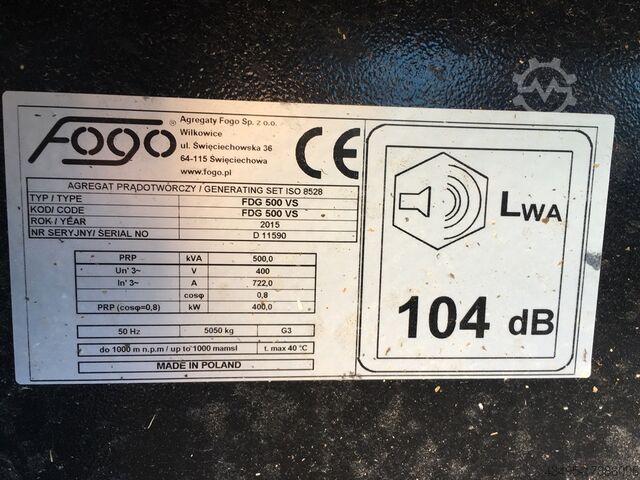 Fogo ®
Agregaty Fogo Sp. z o.o.
Wilkowice
ul. Święciechowska 36
64-115 Święciechowa
www.fogo.pl
CE
AGREGAT PRĄDOTWÓRCZY / GENERATING SET ISO 8528
TYP / TYPE FDG 500 VS
KOD/ CODE FDG 500 VS
ROK / YEAR 2015
NR SERYJNY/ SERIAL NO D 11590
PRP kVA 500,0
Un' 3~ V 400
In' 3~ A 722,0
cosφ 0,8
PRP (cosφ=0,8) kW 400,0
50 Hz 5050 kg G3
do 1000 m n.p.m / up to 1000 mamsl t. max 40 °C
MADE IN POLAND
LWA
104 dB